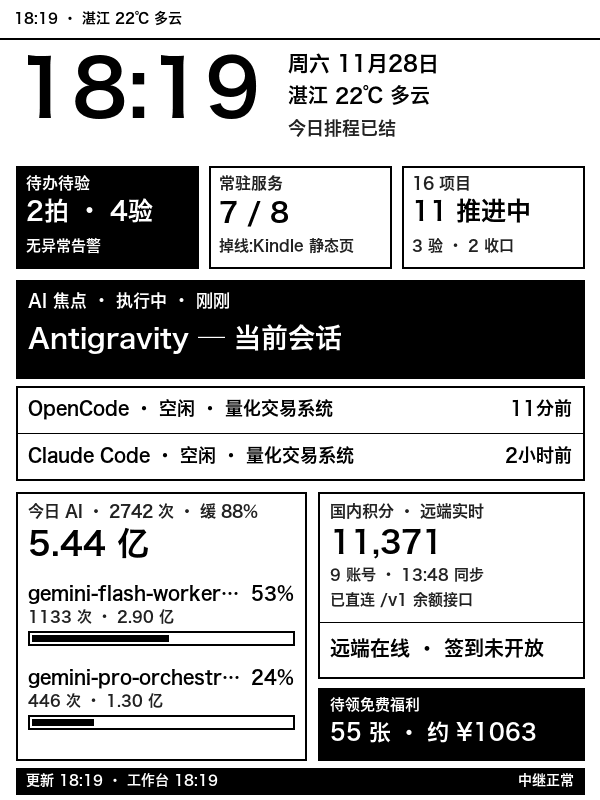 18:19 · 湛江 22℃ 多云
18:19
周六 11月28日
湛江 22℃ 多云
今日排程已结
待办待验
2拍 · 4验
无异常告警
常驻服务
7 / 8
掉线:Kindle 静态页
16 项目
11 推进中
3 验 · 2 收口
AI 焦点 · 执行中 · 刚刚
Antigravity — 当前会话
OpenCode · 空闲 · 量化交易系统 11分前
Claude Code · 空闲 · 量化交易系统 2小时前
今日 AI · 2742 次 · 缓 88%
5.44 亿
gemini-flash-worker··· 53%
1133 次 · 2.90 亿
gemini-pro-orchestr··· 24%
446 次 · 1.30 亿
国内积分 · 远端实时
11,371
9 账号 · 13:48 同步
已直连 /v1 余额接口
远端在线 · 签到未开放
待领免费福利
55 张 · 约 ¥1063
更新 18:19 · 工作台 18:19 中继正常